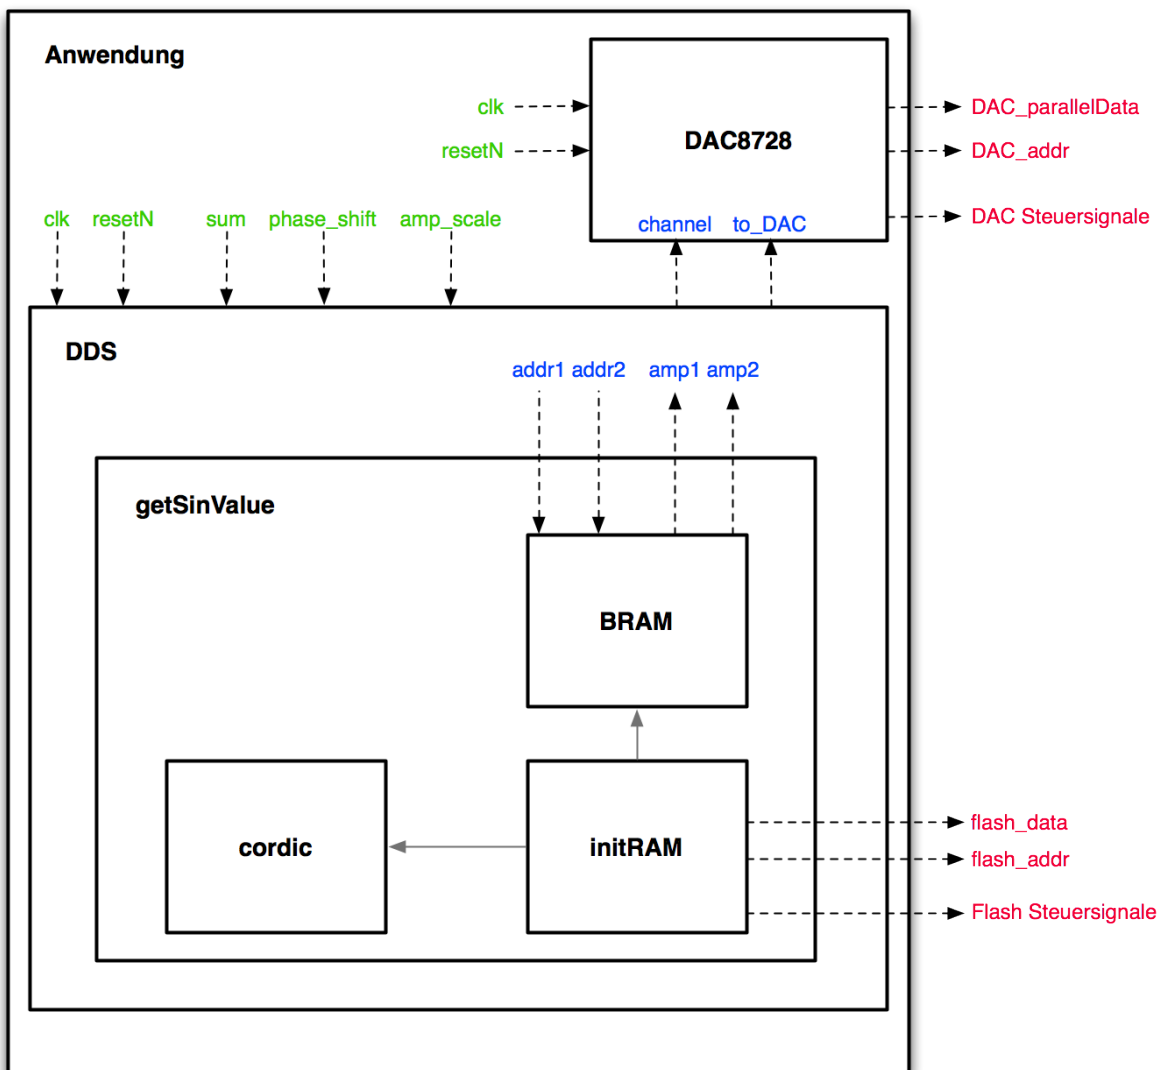 Anwendung
clk
resetN
DAC8728
channel to_DAC
DAC_parallelData
DAC_addr
DAC Steuersignale
clk resetN sum phase_shift amp_scale
DDS
addr1 addr2 amp1 amp2
getSinValue
BRAM
cordic
initRAM
flash_data
flash_addr
Flash Steuersignale